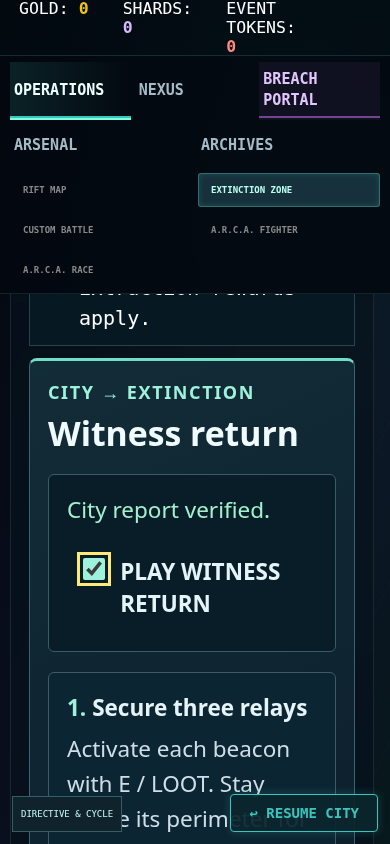 GOLD: 0
SHARDS: 0
EVENT TOKENS: 0
OPERATIONS
NEXUS
BREACH PORTAL
ARSENAL
ARCHIVES
RIFT MAP
EXTINCTION ZONE
CUSTOM BATTLE
A.R.C.A. FIGHTER
A.R.C.A. RACE
apply.
CITY → EXTINCTION
Witness return
City report verified.
PLAY WITNESS
RETURN
1. Secure three relays
Activate each beacon
with E / LOOT. Stay
its perim
DIRECTIVE & CYCLE
↩ RESUME CITY